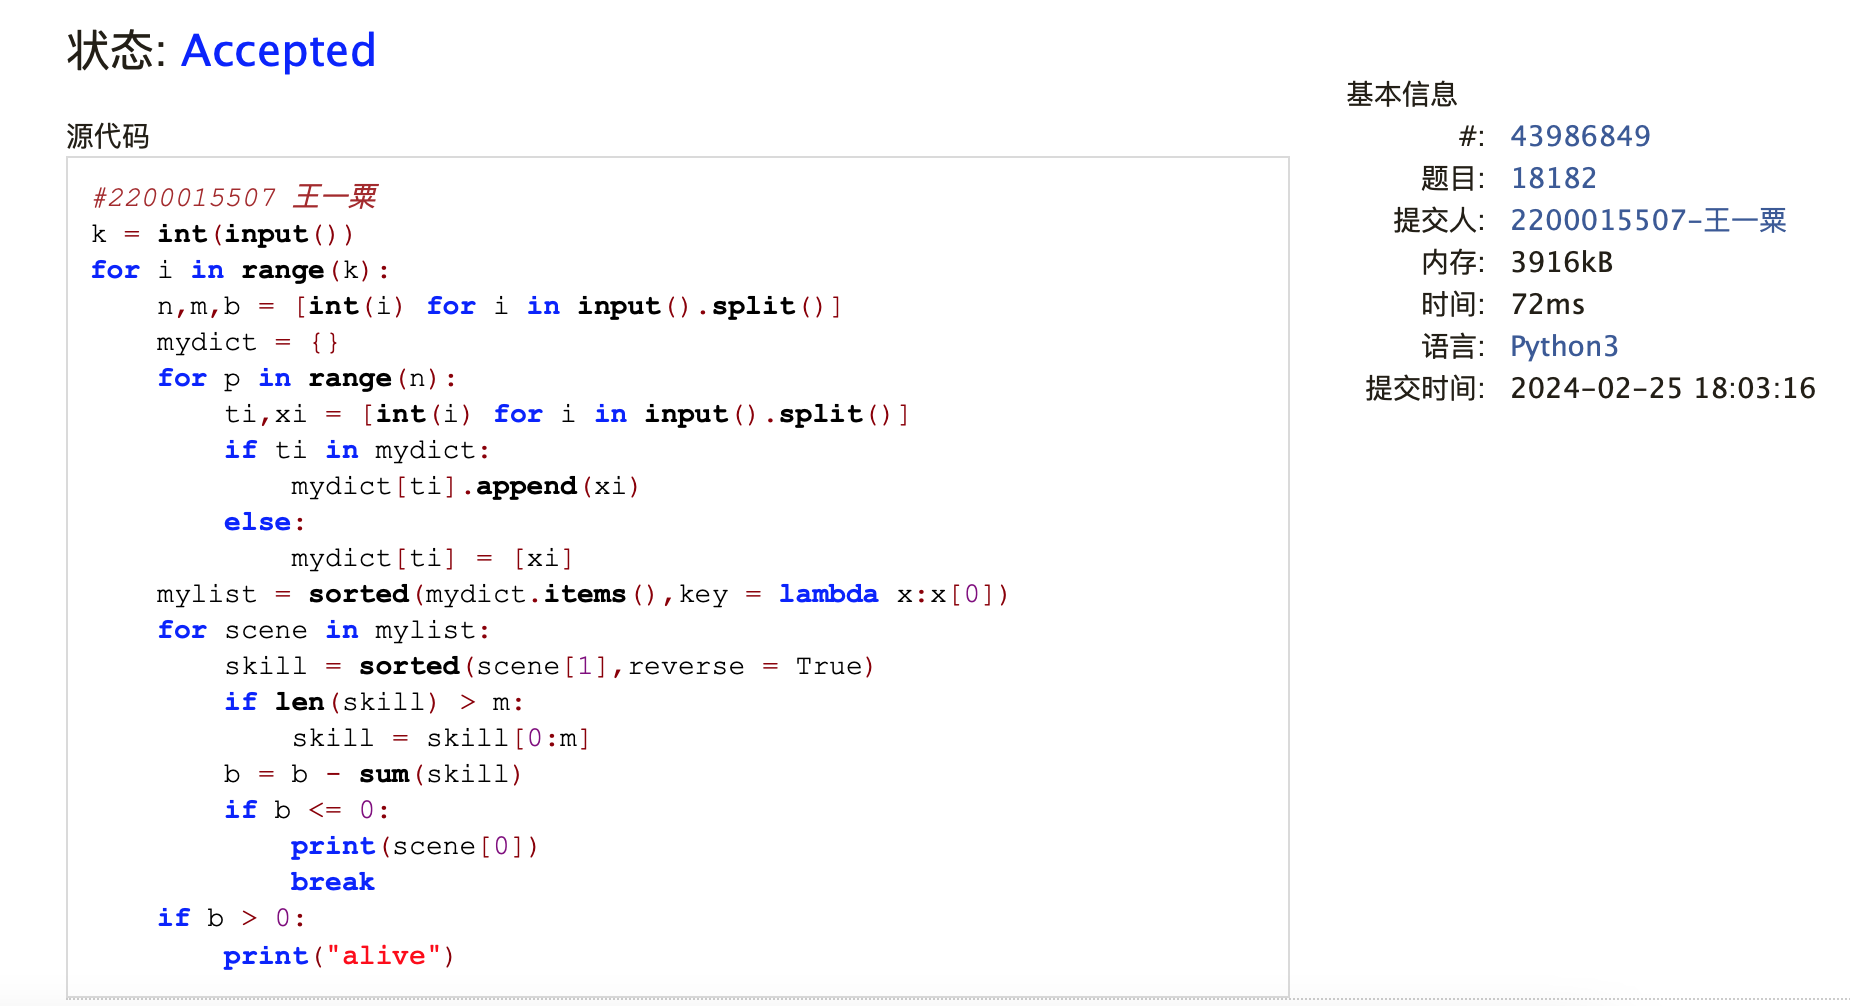 状态: Accepted
源代码
#2200015507 王一粟
k = int(input())
for i in range(k):
    n,m,b = [int(i) for i in input().split()]
    mydict = {}
    for p in range(n):
        ti,xi = [int(i) for i in input().split()]
        if ti in mydict:
            mydict[ti].append(xi)
        else:
            mydict[ti] = [xi]
    mylist = sorted(mydict.items(),key = lambda x:x[0])
    for scene in mylist:
        skill = sorted(scene[1],reverse = True)
        if len(skill) > m:
            skill = skill[0:m]
        b = b - sum(skill)
        if b <= 0:
            print(scene[0])
            break
    if b > 0:
        print("alive")
基本信息
#: 43986849
题目: 18182
提交人: 2200015507-王一粟
内存: 3916kB
时间: 72ms
语言: Python3
提交时间: 2024-02-25 18:03:16